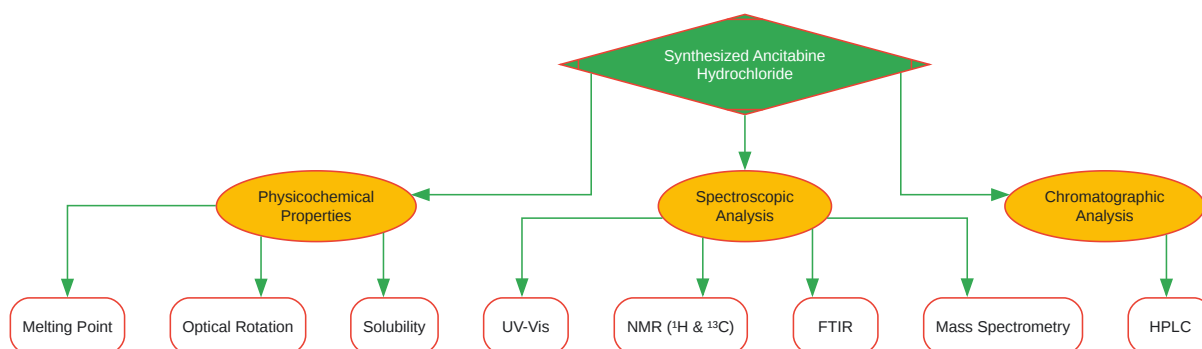 Synthesized Ancitabine
Hydrochloride
Physicochemical
Properties
Spectroscopic
Analysis
Chromatographic
Analysis
Melting Point
Optical Rotation
Solubility
UV-Vis
NMR (¹H & ¹³C)
FTIR
Mass Spectrometry
HPLC